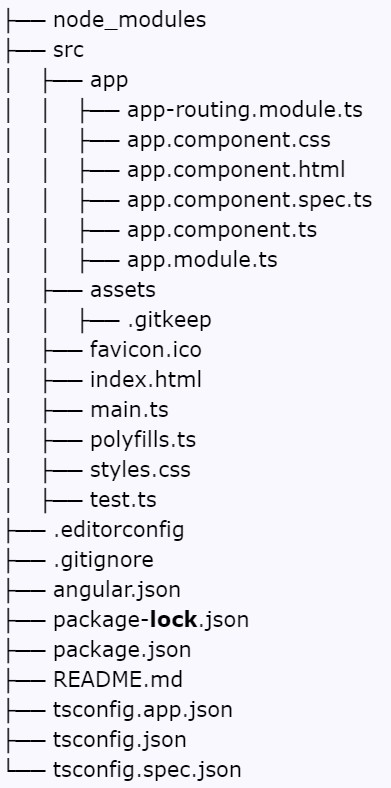 ├── node_modules
├── src
│   ├── app
│   │   ├── app-routing.module.ts
│   │   ├── app.component.css
│   │   ├── app.component.html
│   │   ├── app.component.spec.ts
│   │   ├── app.component.ts
│   │   ├── app.module.ts
│   ├── assets
│   │   ├── .gitkeep
│   ├── favicon.ico
│   ├── index.html
│   ├── main.ts
│   ├── polyfills.ts
│   ├── styles.css
│   ├── test.ts
├── .editorconfig
├── .gitignore
├── angular.json
├── package-lock.json
├── package.json
├── README.md
├── tsconfig.app.json
├── tsconfig.json
└── tsconfig.spec.json